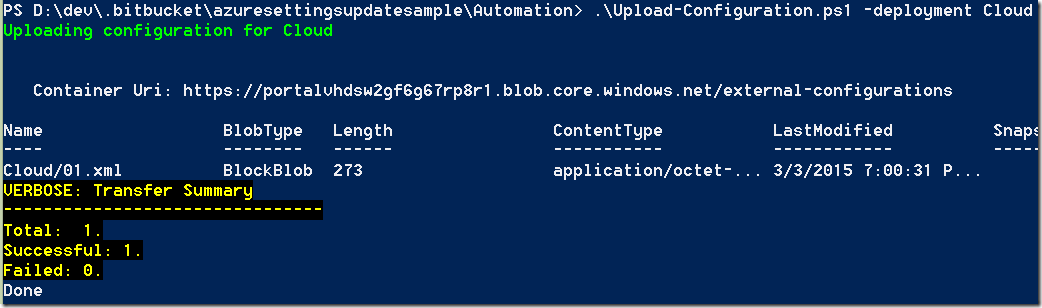 PS D:\dev\.bitbucket\azuresettingsupdatesample\Automation> .\Upload-Configuration.ps1 -deployment Cloud
Uploading configuration for Cloud
Container Uri: https://portalvhdsw2gf6g67rp8r1.blob.core.windows.net/external-configurations
Name BlobType Length ContentType LastModified Snaps
---- -------- ------ ----------- ------------ -----
Cloud/01.xml BlockBlob 273 application/octet-... 3/3/2015 7:00:31 P...
VERBOSE: Transfer Summary
--------------------------------
Total: 1.
Successful: 1.
Failed: 0.
Done